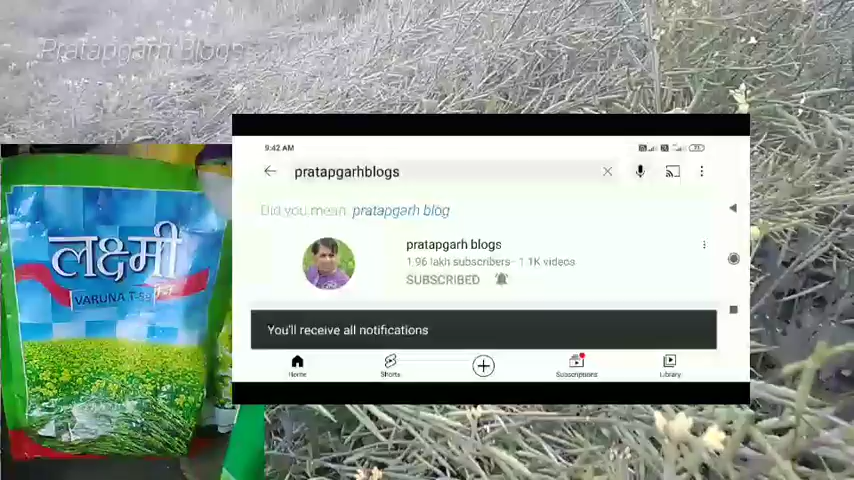 Pratapgarh Blogs
9:42 AM
pratapgarhblogs
Did you mean: pratapgarh blog
pratapgarh blogs
1.96 lakh subscribers · 1.1K videos
SUBSCRIBED
You'll receive all notifications
Home
Shorts
Subscriptions
Library
लक्ष्मी
VARUNA T-59